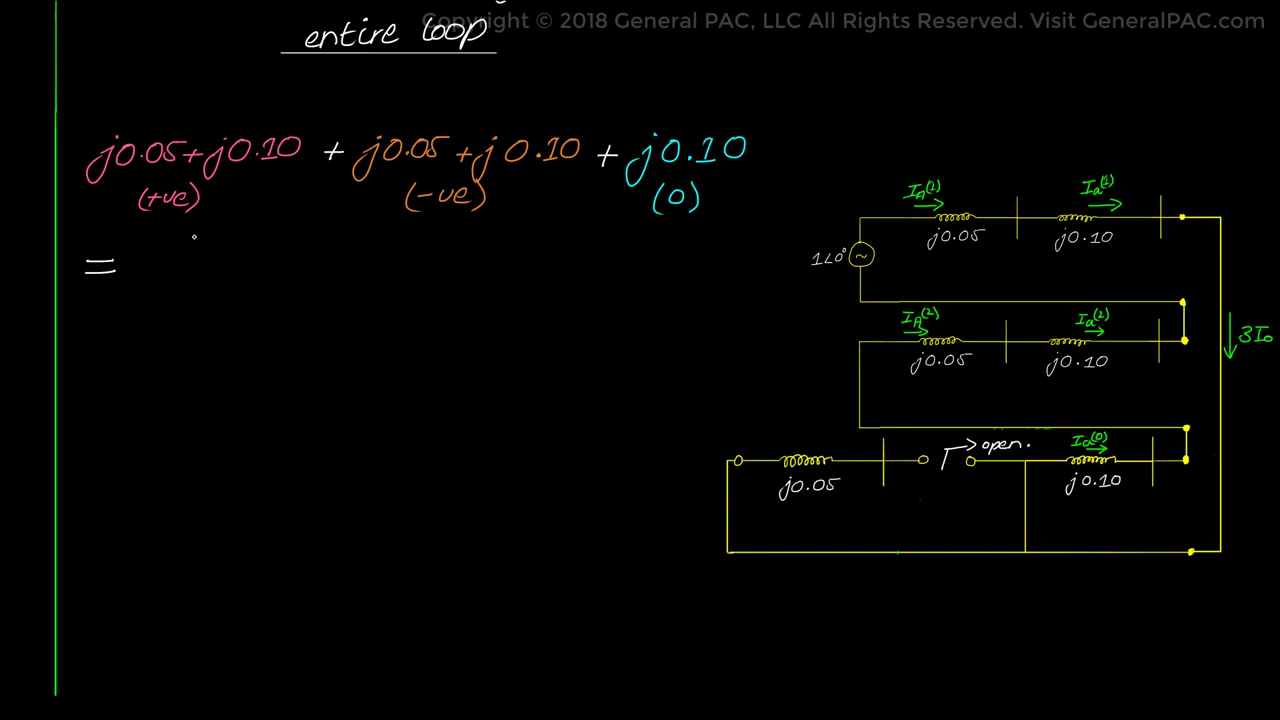 Copyright © 2018 General PAC, LLC All Rights Reserved. Visit GeneralPAC.com
entire loop
j0.05+j0.10 + j0.05+j0.10 + j0.10
(+ve) (-ve) (0)
=
IA(1) Ia(1)
j0.05 j0.10
1∠0°
IA(2) Ia(2)
3I0
j0.05 j0.10
open. Ia(0)
j0.05 j0.10